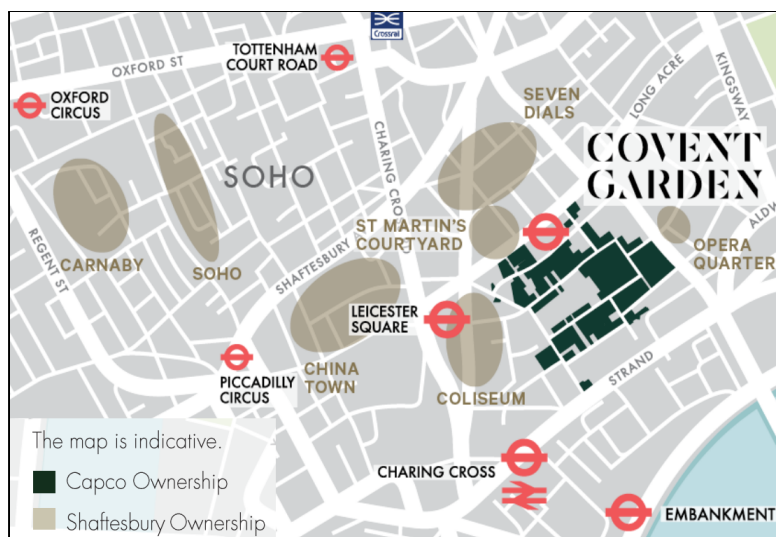 Crossrail
TOTTENHAM
COURT ROAD
OXFORD ST
OXFORD
CIRCUS
SEVEN
DIALS
LONG ACRE
KINGSWAY
COVENT
GARDEN
CHARING CRO
D
SOHO
ST MARTIN'S
COURTYARD
CARNABY
SOHO
REGENT ST
SHAFTESBURY A
OPERA
QUARTER
ALDW
LEICESTER
SQUARE
CHINA
TOWN
COLISEUM
STRAND
PICCADILLY
CIRCUS
CHARING CROSS
EMBANKMENT
The map is indicative.
Capco Ownership
Shaftesbury Ownership